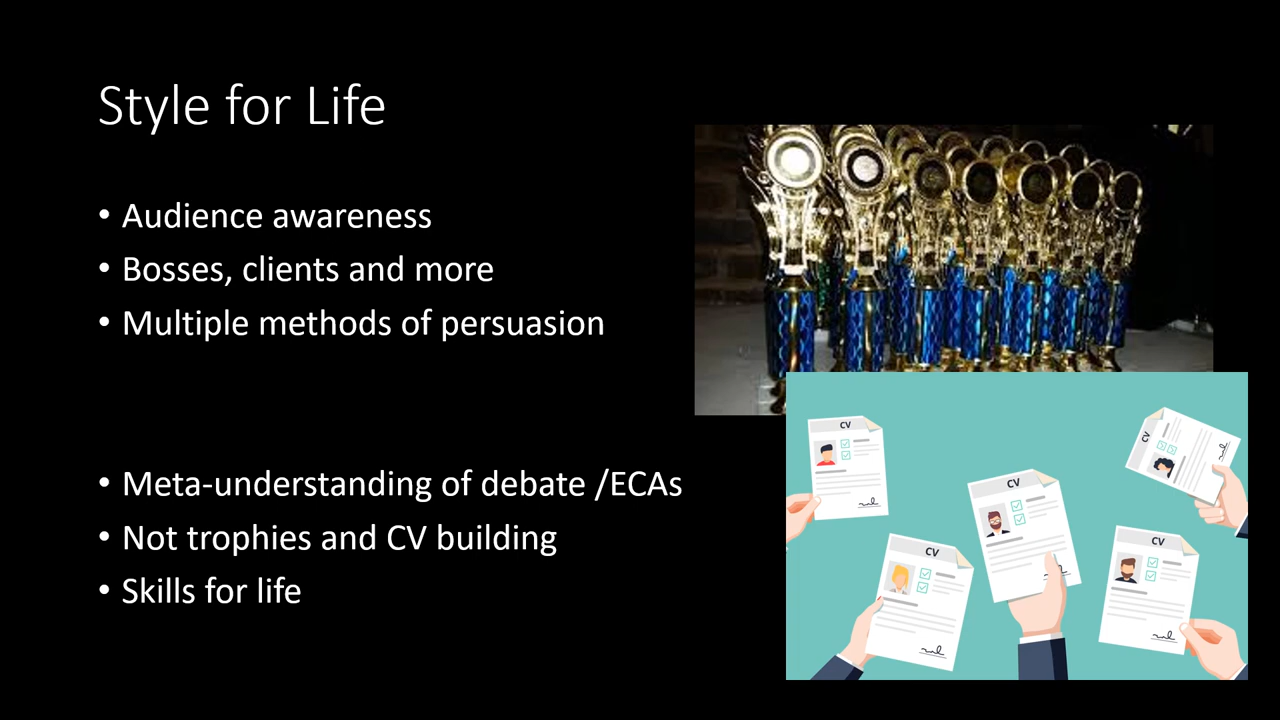 Style for Life
• Audience awareness
• Bosses, clients and more
• Multiple methods of persuasion
• Meta-understanding of debate /ECAs
• Not trophies and CV building
• Skills for life
CV
CV
CV
CV
CV